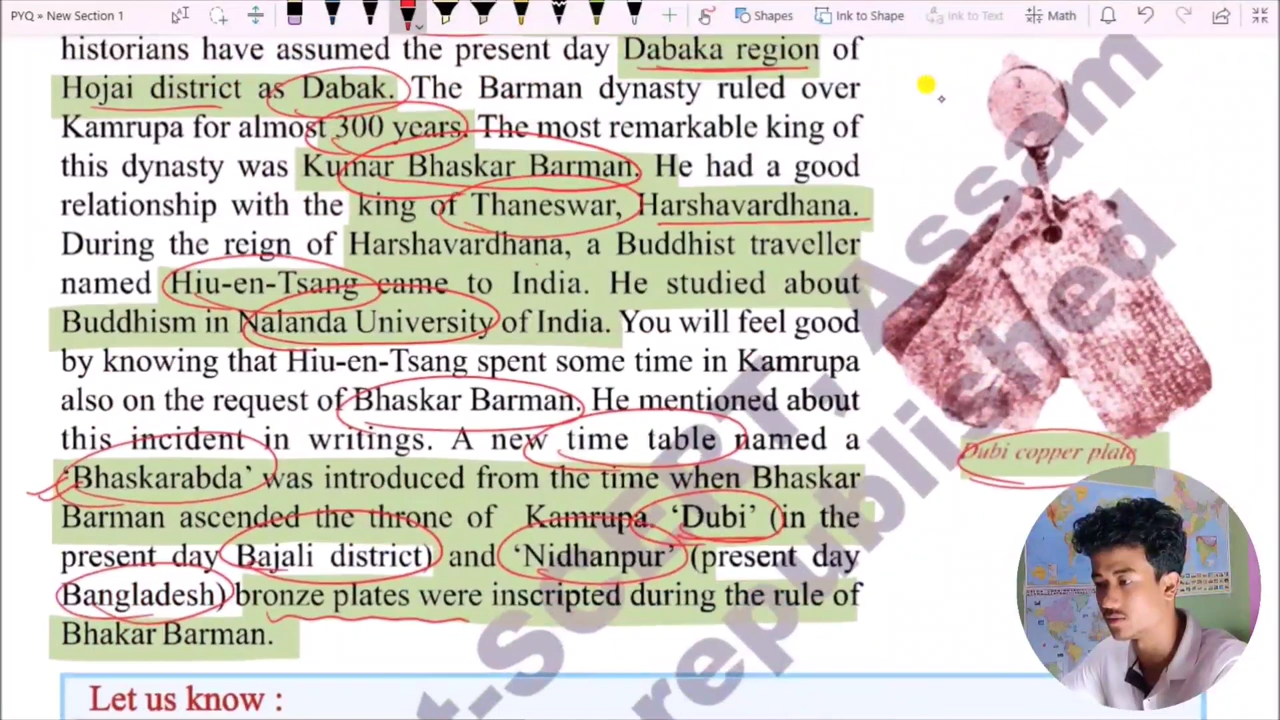 PYQ » New Section 1
Shapes
Ink to Shape
Ink to Text
Math
historians have assumed the present day Dabaka region of
Hojai district as Dabak. The Barman dynasty ruled over
Kamrupa for almost 300 years. The most remarkable king of
this dynasty was Kumar Bhaskar Barman. He had a good
relationship with the king of Thaneswar, Harshavardhana.
During the reign of Harshavardhana, a Buddhist traveller
named Hiu-en-Tsang came to India. He studied about
Buddhism in Nalanda University of India. You will feel good
by knowing that Hiu-en-Tsang spent some time in Kamrupa
also on the request of Bhaskar Barman. He mentioned about
this incident in writings. A new time table named a
‘Bhaskarabda’ was introduced from the time when Bhaskar
Barman ascended the throne of Kamrupa. ‘Dubi’ (in the
present day Bajali district) and ‘Nidhanpur’ (present day
Bangladesh) bronze plates were inscripted during the rule of
Bhakar Barman.
Dubi copper plate
Let us know :
SCERT, Assam
republished